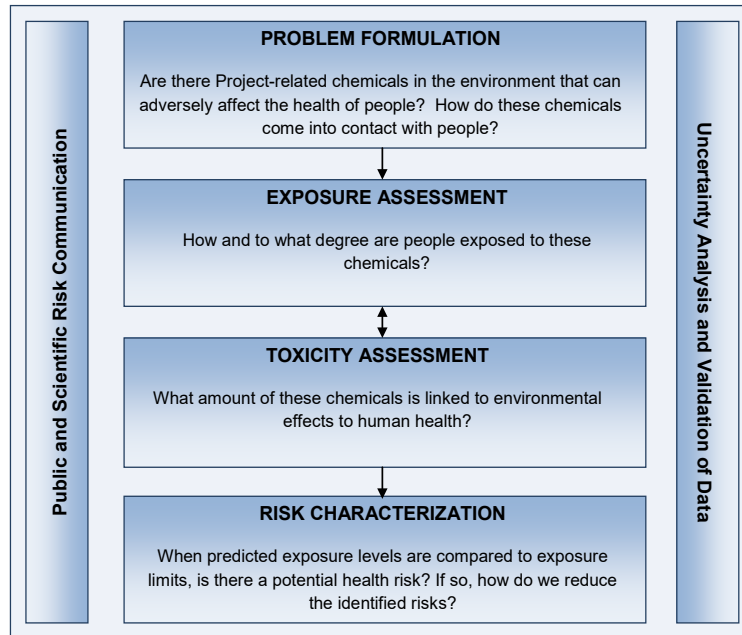 Public and Scientific Risk Communication
PROBLEM FORMULATION
Are there Project-related chemicals in the environment that can
adversely affect the health of people?  How do these chemicals
come into contact with people?
EXPOSURE ASSESSMENT
How and to what degree are people exposed to these
chemicals?
TOXICITY ASSESSMENT
What amount of these chemicals is linked to environmental
effects to human health?
RISK CHARACTERIZATION
When predicted exposure levels are compared to exposure
limits, is there a potential health risk? If so, how do we reduce
the identified risks?
Uncertainty Analysis and Validation of Data